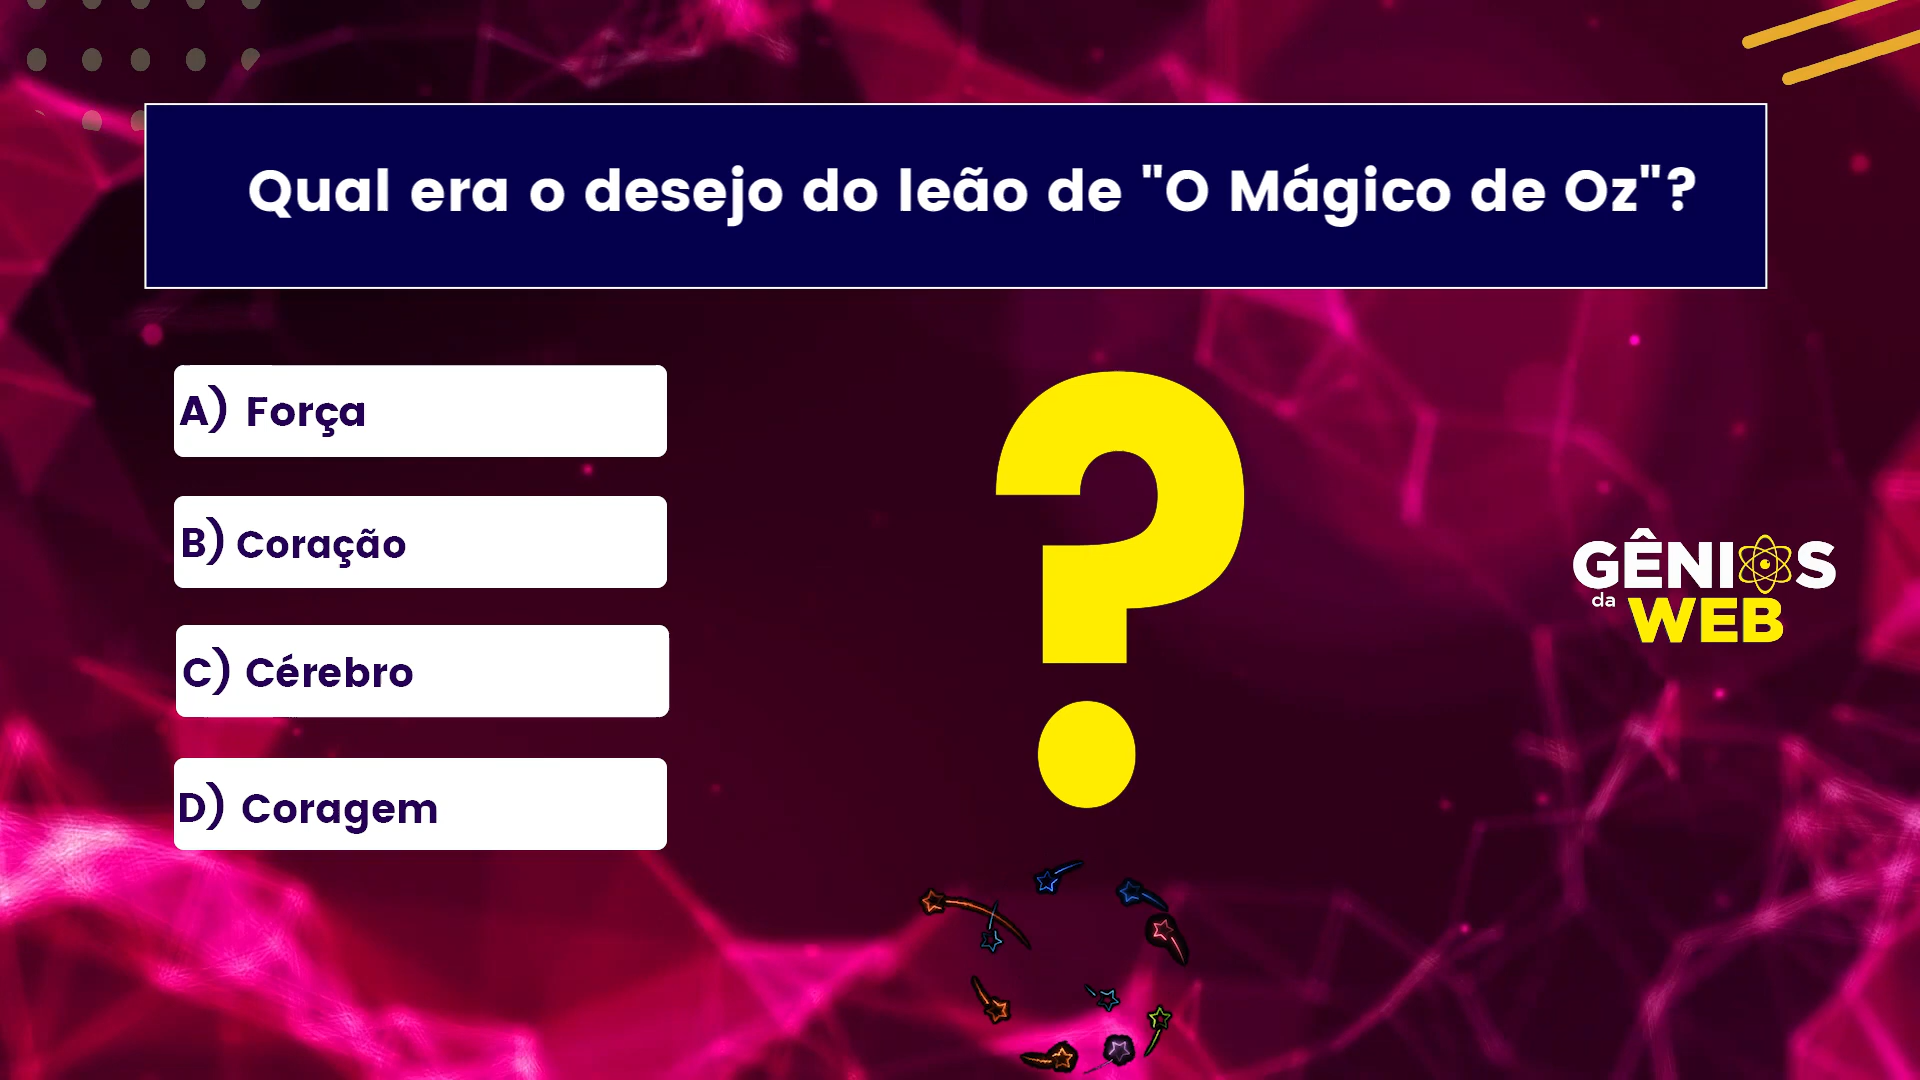 Qual era o desejo do leão de "O Mágico de Oz"?
A) Força
B) Coração
C) Cérebro
D) Coragem
?
GÊNIOS
da WEB